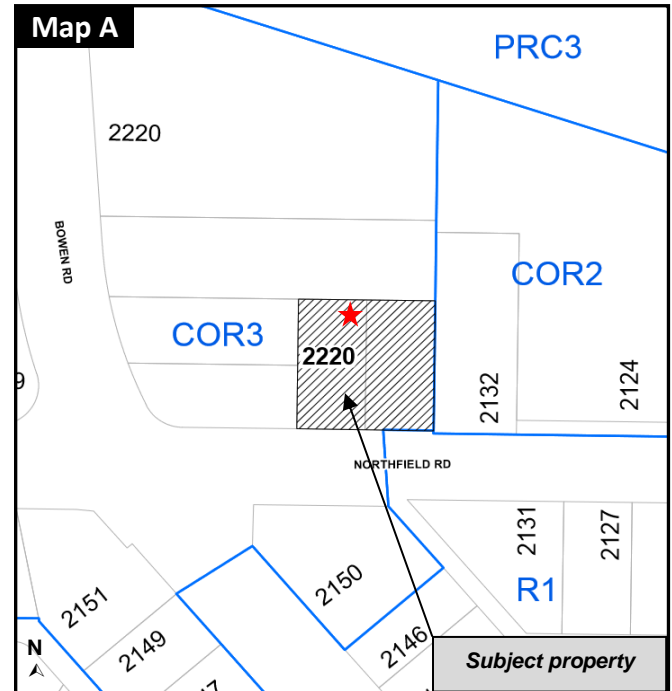 Map A
PRC3
2220
BOWEN RD
COR2
COR3
2220
9
2132
2124
NORTHFIELD RD
2131
2127
2150
R1
2151
2149
2146
N
Subject property